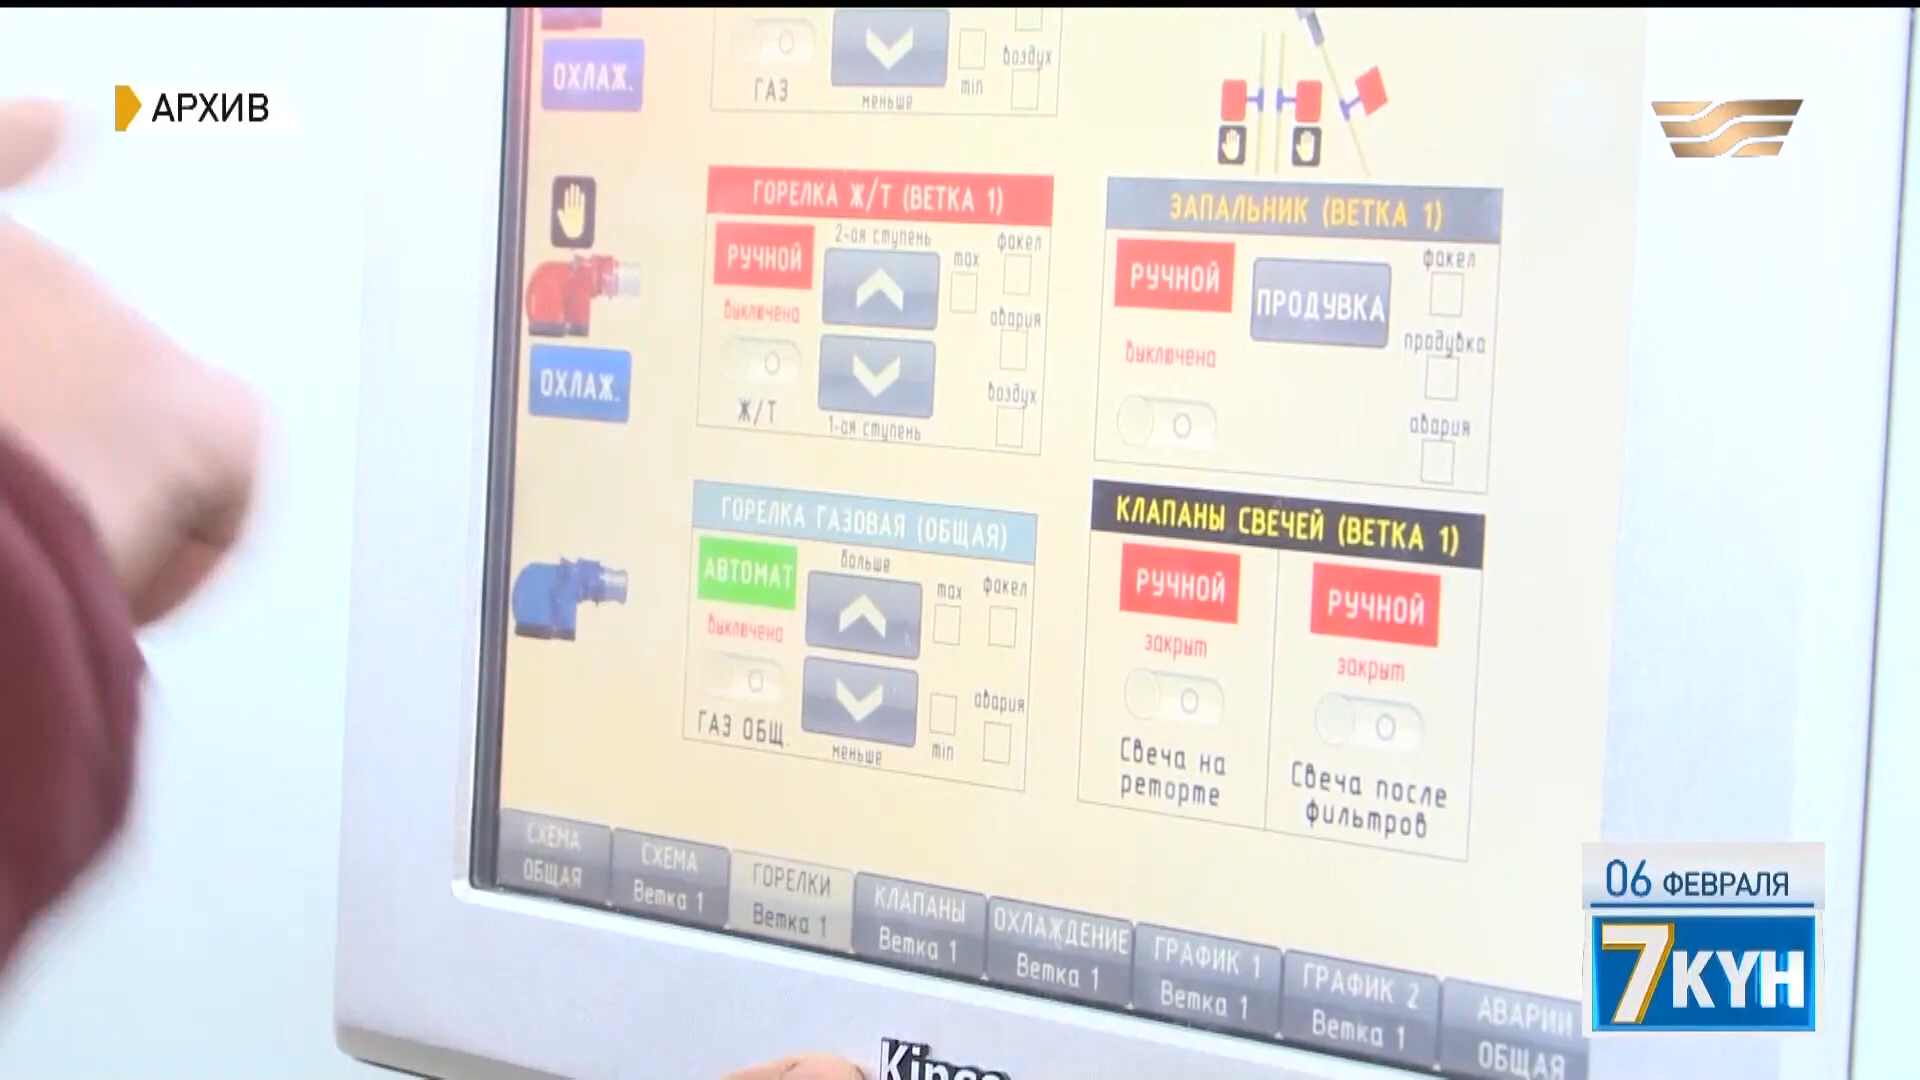 АРХИВ
ОХЛАЖ.
ГАЗ
меньше
min
воздух
ГОРЕЛКА Ж/Т (ВЕТКА 1)
РУЧНОЙ
2-ая ступень
max
факел
выключена
авария
воздух
Ж/Т
1-ая ступень
ОХЛАЖ.
ЗАПАЛЬНИК (ВЕТКА 1)
РУЧНОЙ
ПРОДУВКА
факел
выключена
продувка
авария
ГОРЕЛКА ГАЗОВАЯ (ОБЩАЯ)
АВТОМАТ
больше
max
факел
выключена
авария
ГАЗ ОБЩ.
меньше
min
КЛАПАНЫ СВЕЧЕЙ (ВЕТКА 1)
РУЧНОЙ
закрыт
Свеча на
реторте
РУЧНОЙ
закрыт
Свеча после
фильтров
СХЕМА
ОБЩАЯ
СХЕМА
Ветка 1
ГОРЕЛКИ
Ветка 1
КЛАПАНЫ
Ветка 1
ОХЛАЖДЕНИЕ
Ветка 1
ГРАФИК 1
Ветка 1
ГРАФИК 2
Ветка 1
АВАРИИ
ОБЩАЯ
06 ФЕВРАЛЯ
7КҮН